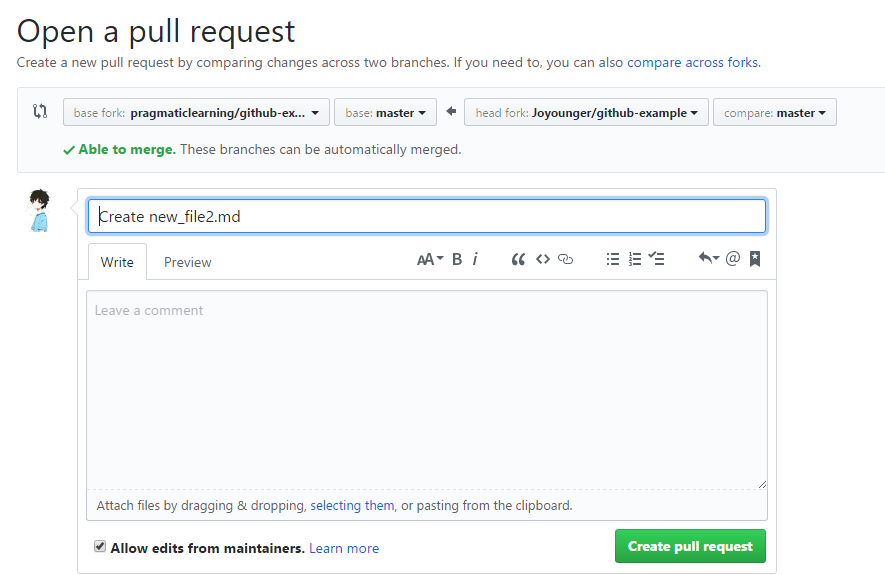 Open a pull request
Create a new pull request by comparing changes across two branches. If you need to, you can also compare across forks.
base fork: pragmaticlearning/github-ex... base: master head fork: Joyounger/github-example compare: master
Able to merge. These branches can be automatically merged.
Create new_file2.md
Write Preview AA B i @
Leave a comment
Attach files by dragging & dropping, selecting them, or pasting from the clipboard.
Allow edits from maintainers. Learn more Create pull request